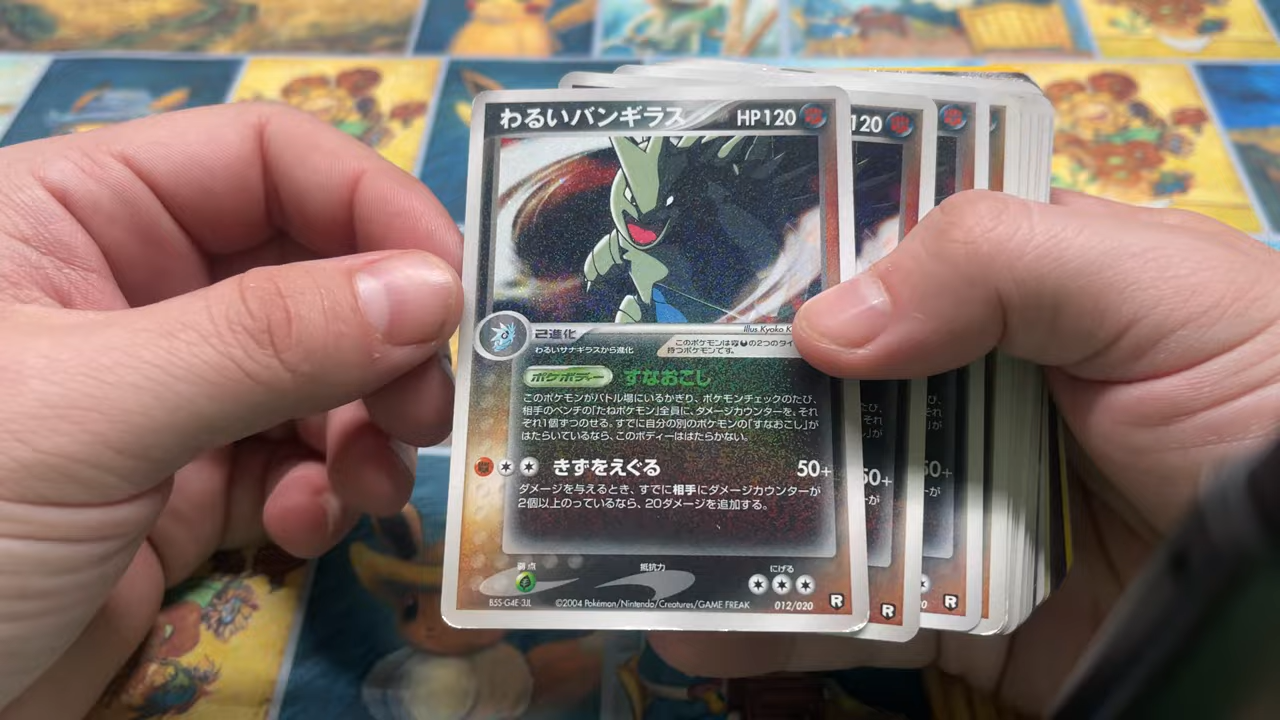 わるいバンギラス HP120
120
Illus.Kyoko K
2進化
わるいサナギラスから進化
このポケモンは
の2つのタイ
持つポケモンです。
ポケボディー すなおこし
このポケモンがバトル場にいるかぎり、ポケモンチェックのたび、
相手のベンチの「たねポケモン」全員に、ダメージカウンターを、それ
ぞれ1個ずつのせる。すでに自分の別のポケモンの「すなおこし」が
はたらいているなら、このボディーははたらかない。
きずをえぐる 50+
50+
50+
ダメージを与えるとき、すでに相手にダメージカウンターが
2個以上のっているなら、20ダメージを追加する。
弱点 抵抗力 にげる
B5S-G4E-3JL ©2004 Pokémon/Nintendo/Creatures/GAME FREAK 012/020 R
R
R